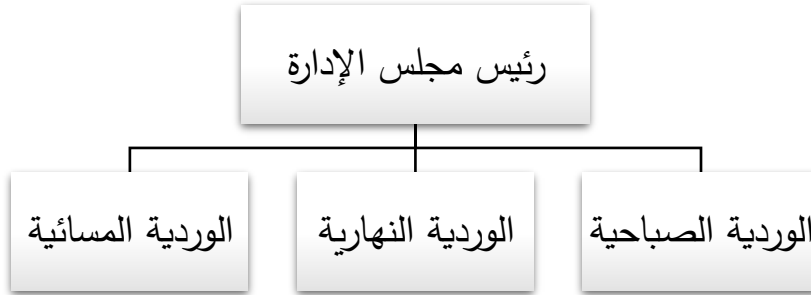 رئيس مجلس الإدارة
الوردية الصباحية
الوردية النهارية
الوردية المسائية